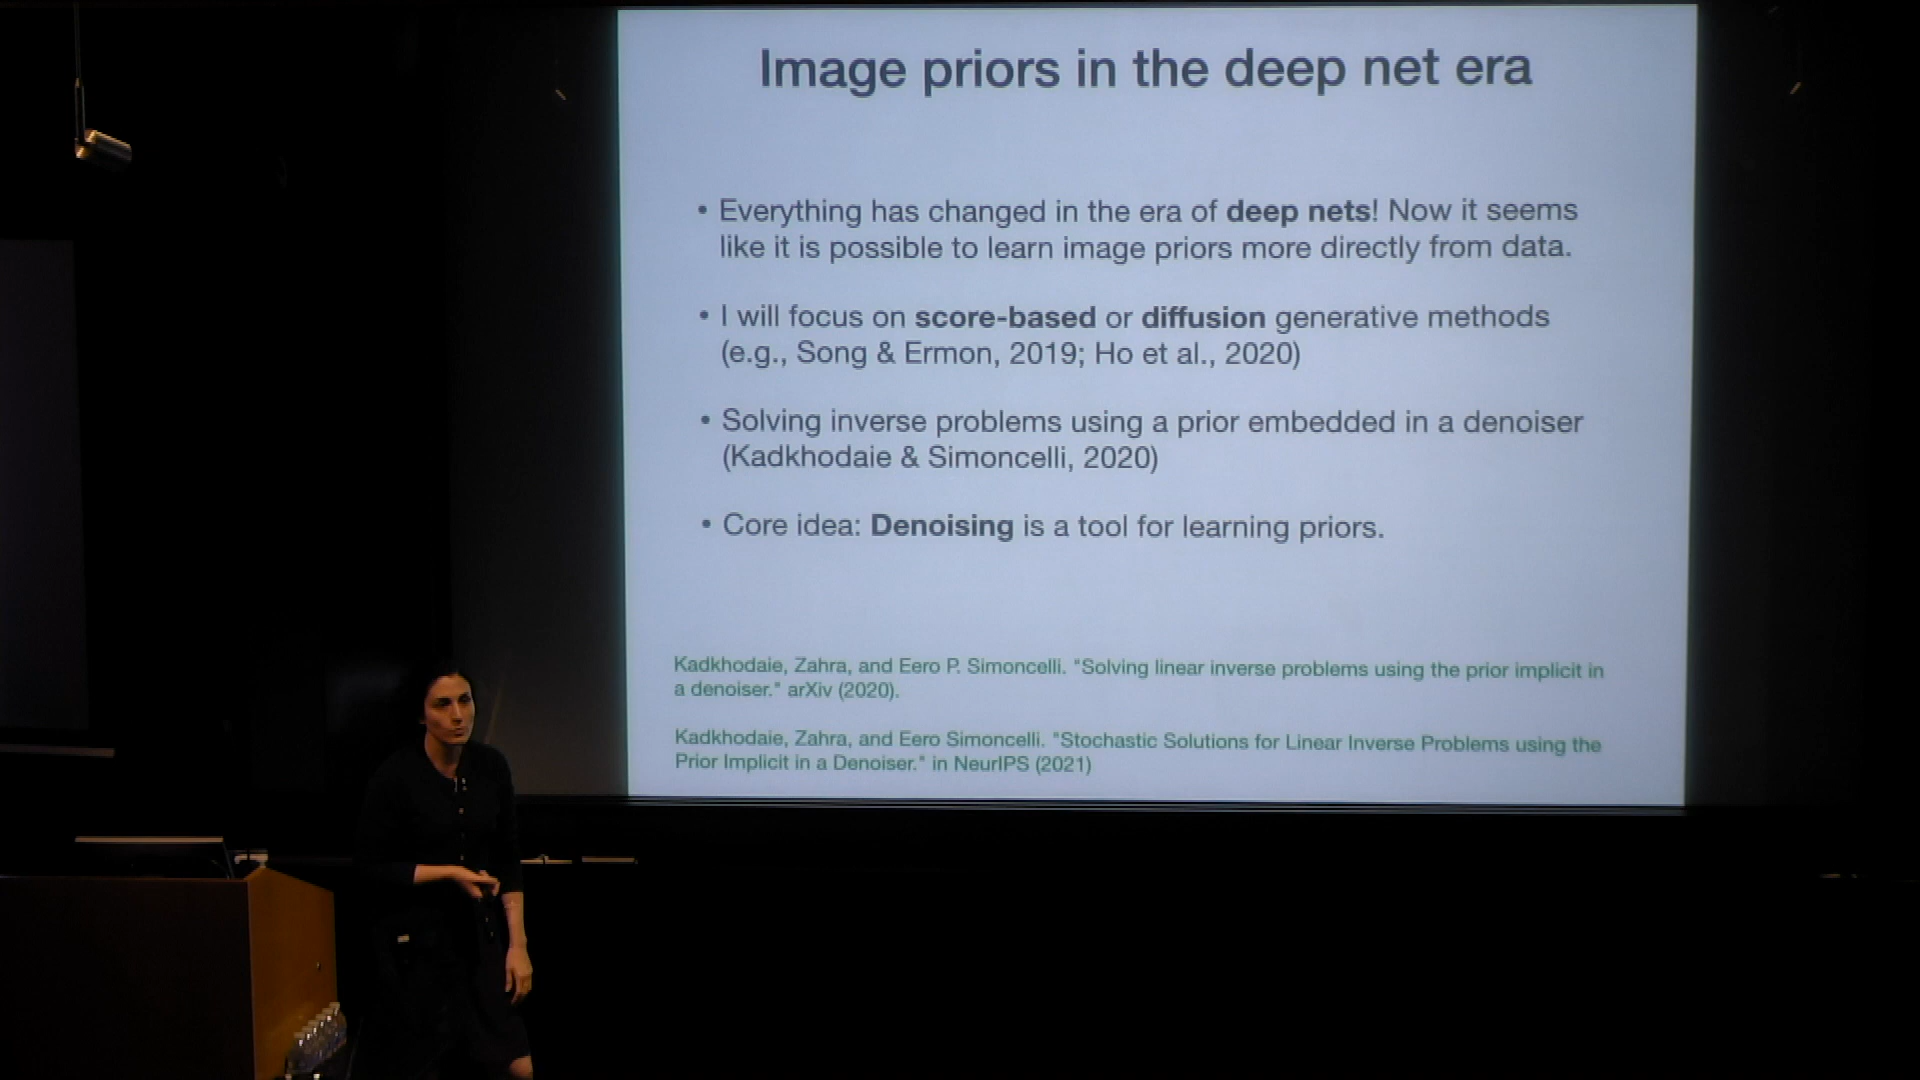 Image priors in the deep net era
• Everything has changed in the era of deep nets! Now it seems
like it is possible to learn image priors more directly from data.
• I will focus on score-based or diffusion generative methods
(e.g., Song & Ermon, 2019; Ho et al., 2020)
• Solving inverse problems using a prior embedded in a denoiser
(Kadkhodaie & Simoncelli, 2020)
• Core idea: Denoising is a tool for learning priors.
Kadkhodaie, Zahra, and Eero P. Simoncelli. "Solving linear inverse problems using the prior implicit in
a denoiser." arXiv (2020).
Kadkhodaie, Zahra, and Eero Simoncelli. "Stochastic Solutions for Linear Inverse Problems using the
Prior Implicit in a Denoiser." in NeurIPS (2021)